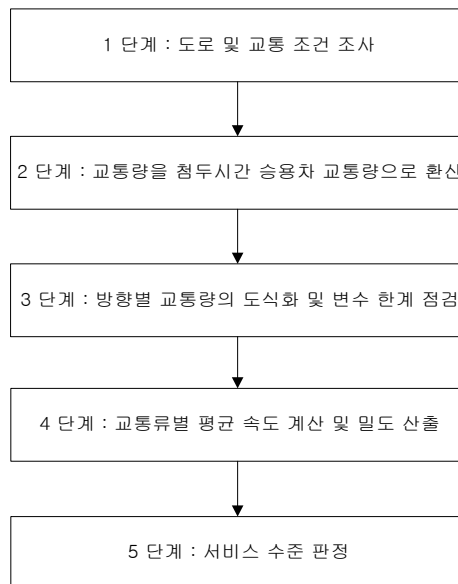 1 단계 : 도로 및 교통 조건 조사
2 단계 : 교통량을 첨두시간 승용차 교통량으로 환산
3 단계 : 방향별 교통량의 도식화 및 변수 한계 점검
4 단계 : 교통류별 평균 속도 계산 및 밀도 산출
5 단계 : 서비스 수준 판정